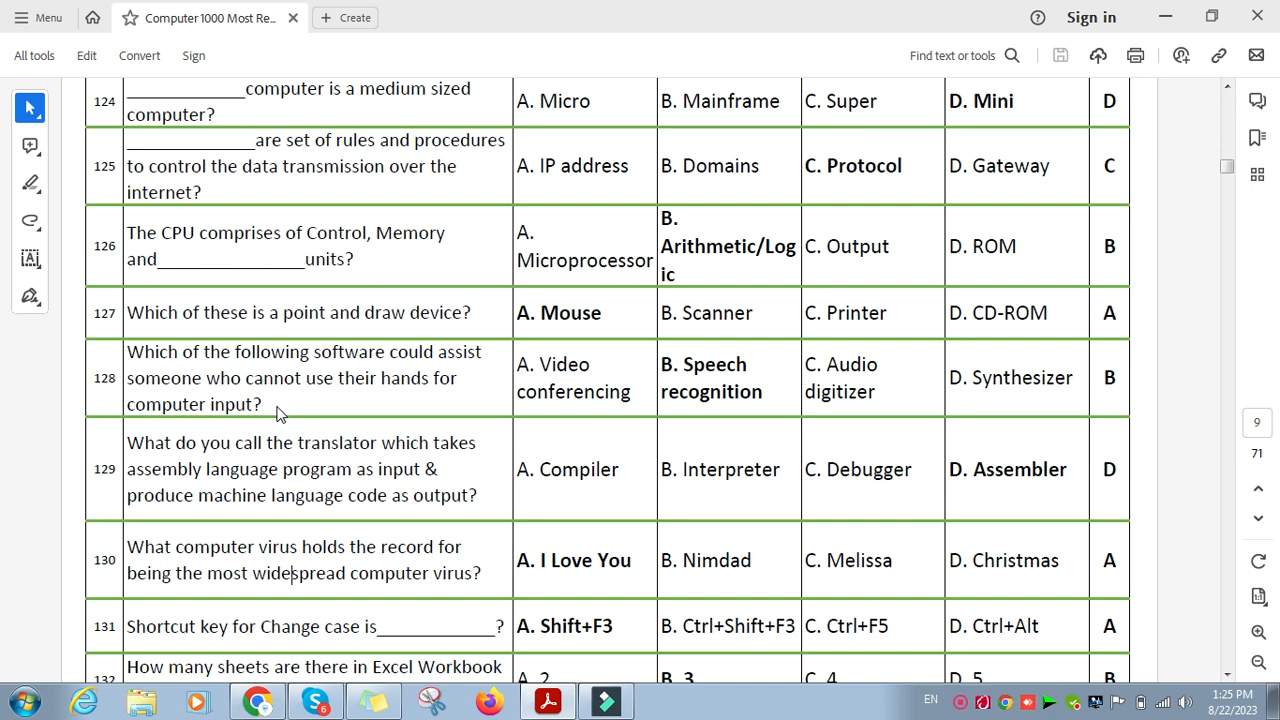 Menu
Computer 1000 Most Re...
Create
Sign in
All tools
Edit
Convert
Sign
Find text or tools
124
____________computer is a medium sized
computer?
A. Micro
B. Mainframe
C. Super
D. Mini
D
125
_____________are set of rules and procedures
to control the data transmission over the
internet?
A. IP address
B. Domains
C. Protocol
D. Gateway
C
126
The CPU comprises of Control, Memory
and_______________units?
A.
Microprocessor
B.
Arithmetic/Log
ic
C. Output
D. ROM
B
127
Which of these is a point and draw device?
A. Mouse
B. Scanner
C. Printer
D. CD-ROM
A
128
Which of the following software could assist
someone who cannot use their hands for
computer input?
A. Video
conferencing
B. Speech
recognition
C. Audio
digitizer
D. Synthesizer
B
129
What do you call the translator which takes
assembly language program as input &
produce machine language code as output?
A. Compiler
B. Interpreter
C. Debugger
D. Assembler
D
130
What computer virus holds the record for
being the most widespread computer virus?
A. I Love You
B. Nimdad
C. Melissa
D. Christmas
A
131
Shortcut key for Change case is____________?
A. Shift+F3
B. Ctrl+Shift+F3
C. Ctrl+F5
D. Ctrl+Alt
A
132
How many sheets are there in Excel Workbook
A. 2
B. 3
C. 4
D. 5
B
9
71
6
EN
1:25 PM
8/22/2023